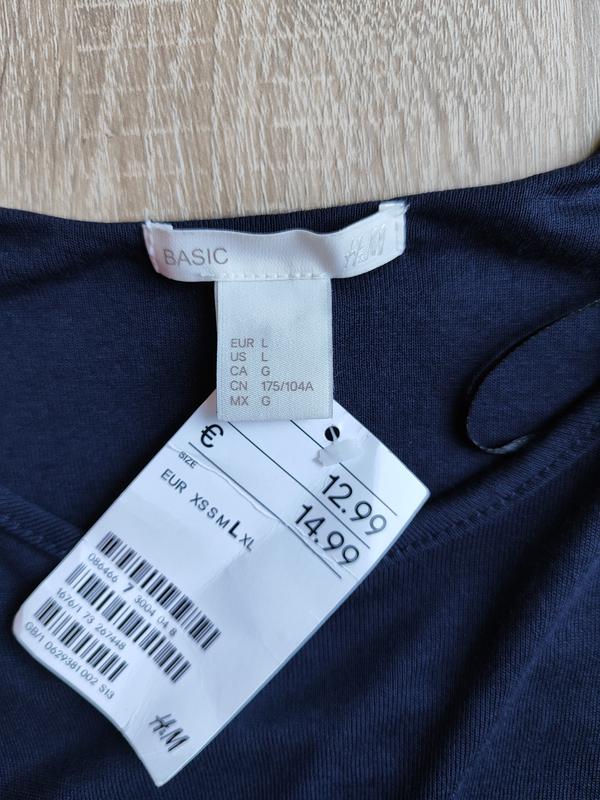 BASIC H&M
EUR L
US L
CA G
CN 175/104A
MX G
€
12.99
14.99
SIZE
EUR XS S M L XL
086466 7 3004 04 8
1676/1 73 267448
GB/1 0629381002 S13
H&M